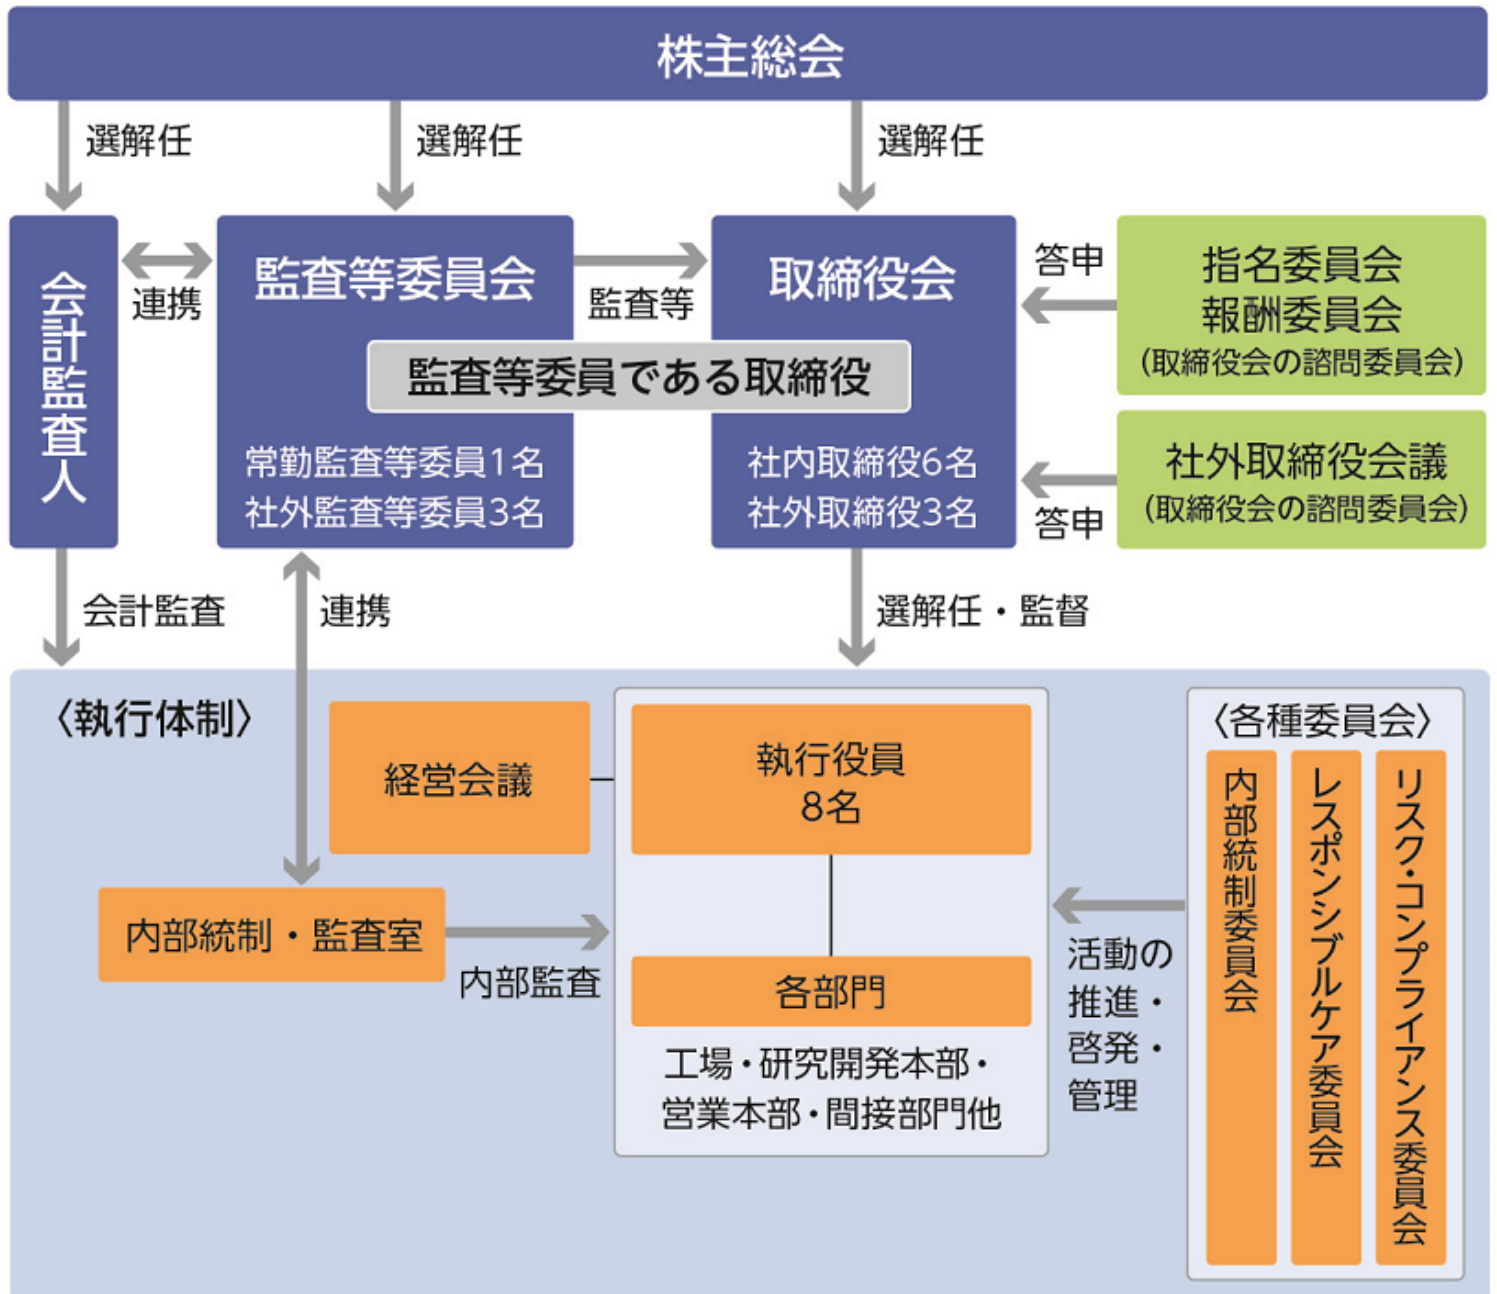 株主総会
選解任
選解任
選解任
会計監査人
連携
監査等委員会
監査等
取締役会
答申
指名委員会
報酬委員会
(取締役会の諮問委員会)
監査等委員である取締役
常勤監査等委員1名
社外監査等委員3名
社内取締役6名
社外取締役3名
答申
社外取締役会議
(取締役会の諮問委員会)
会計監査
連携
選解任・監督
〈執行体制〉
経営会議
執行役員
8名
内部統制・監査室
内部監査
各部門
工場・研究開発本部・
営業本部・間接部門他
活動の
推進・
啓発・
管理
〈各種委員会〉
内部統制委員会
レスポンシブルケア委員会
リスク・コンプライアンス委員会